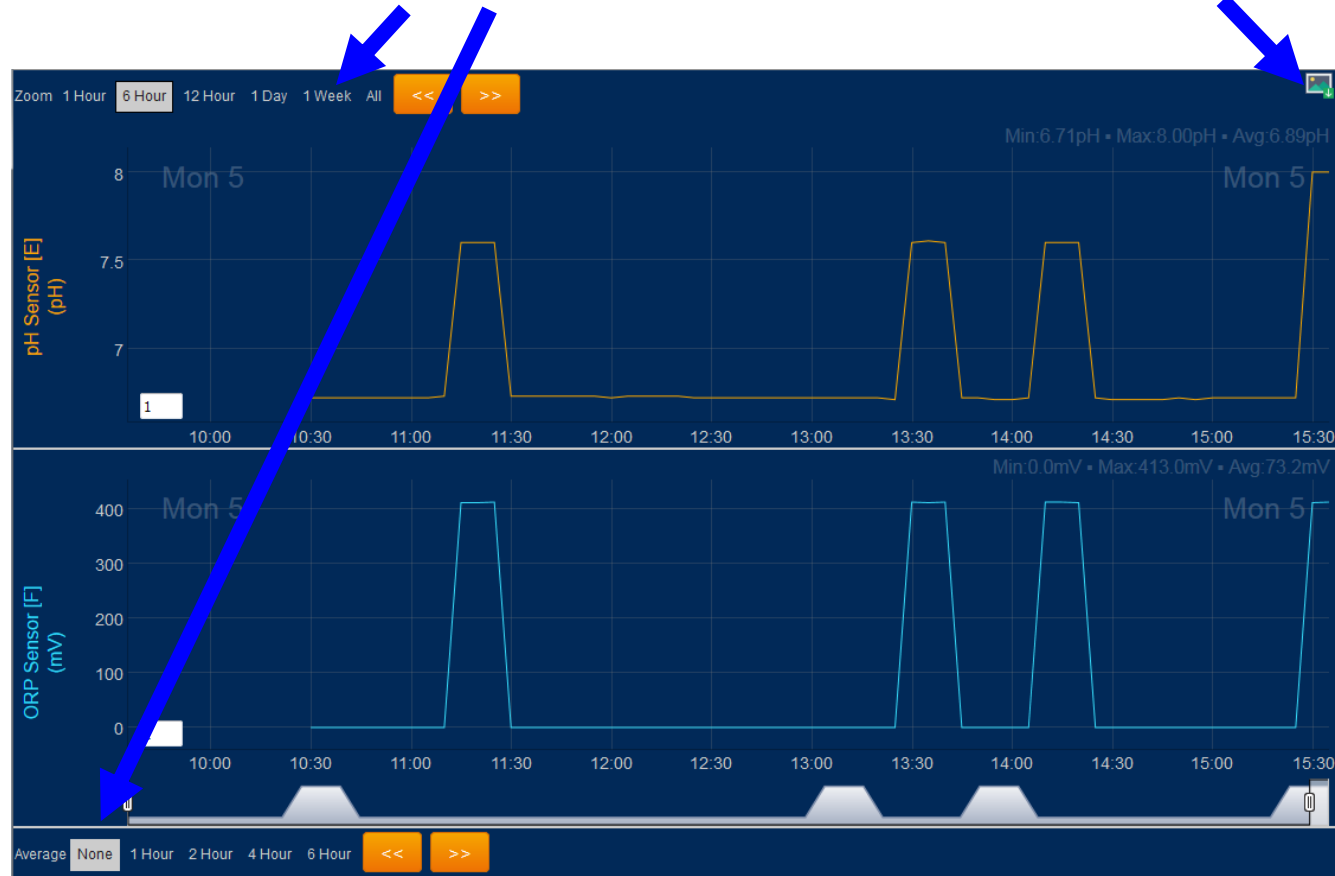 Zoom 1 Hour 6 Hour 12 Hour 1 Day 1 Week All << >>
Min:6.71pH ▪ Max:8.00pH ▪ Avg:6.89pH
Mon 5 Mon 5
8
7.5
7
pH Sensor [E]
(pH)
1
10:00 10:30 11:00 11:30 12:00 12:30 13:00 13:30 14:00 14:30 15:00 15:30
Min:0.0mV ▪ Max:413.0mV ▪ Avg:73.2mV
Mon 5 Mon 5
400
300
200
100
0
ORP Sensor [F]
(mV)
10:00 10:30 11:00 11:30 12:00 12:30 13:00 13:30 14:00 14:30 15:00 15:30
Average None 1 Hour 2 Hour 4 Hour 6 Hour << >>